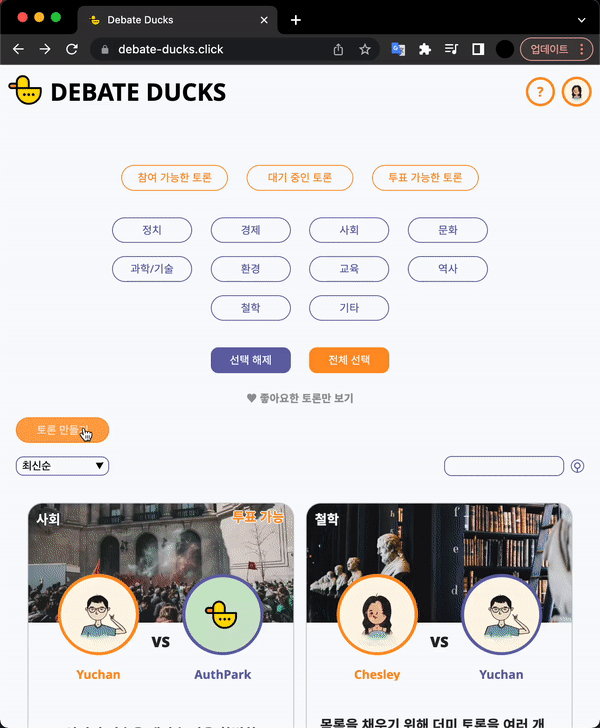 Debate Ducks
debate-ducks.click
업데이트
DEBATE DUCKS
?
참여 가능한 토론 대기 중인 토론 투표 가능한 토론
정치 경제 사회 문화
과학/기술 환경 교육 역사
철학 기타
선택 해제 전체 선택
♥ 좋아요한 토론만 보기
토론 만들기
최신순 ▼
사회 투표 가능
철학
VS
VS
Yuchan AuthPark
Chesley Yuchan
목록을 채우기 위해 더미 토론을 여러 개